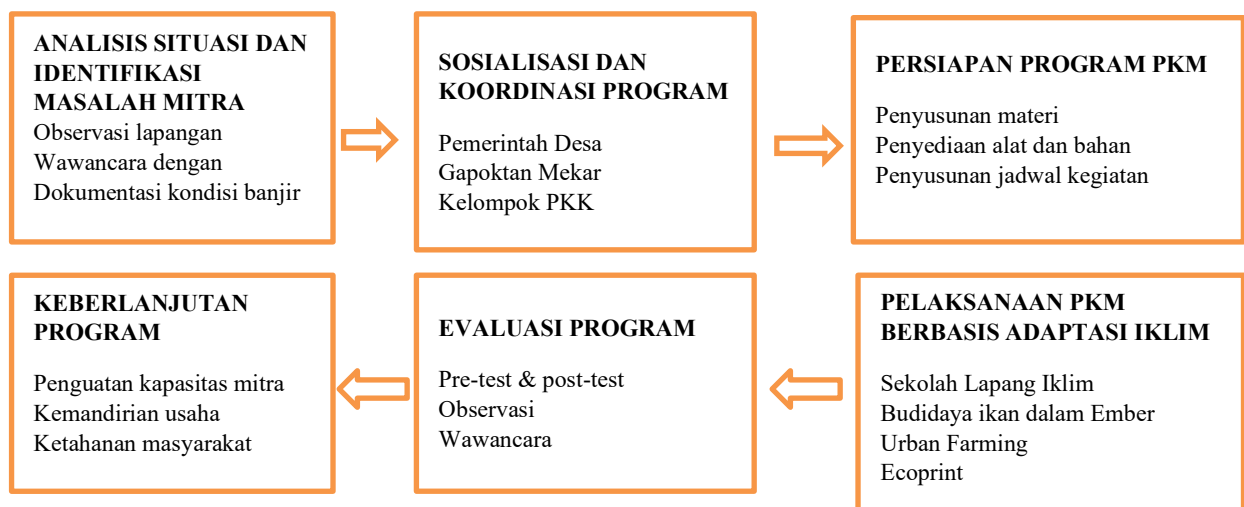 ANALISIS SITUASI DAN
IDENTIFIKASI
MASALAH MITRA
Observasi lapangan
Wawancara dengan
Dokumentasi kondisi banjir
SOSIALISASI DAN
KOORDINASI PROGRAM
Pemerintah Desa
Gapoktan Mekar
Kelompok PKK
PERSIAPAN PROGRAM PKM
Penyusunan materi
Penyediaan alat dan bahan
Penyusunan jadwal kegiatan
PELAKSANAAN PKM
BERBASIS ADAPTASI IKLIM
Sekolah Lapang Iklim
Budidaya ikan dalam Ember
Urban Farming
Ecoprint
EVALUASI PROGRAM
Pre-test & post-test
Observasi
Wawancara
KEBERLANJUTAN
PROGRAM
Penguatan kapasitas mitra
Kemandirian usaha
Ketahanan masyarakat